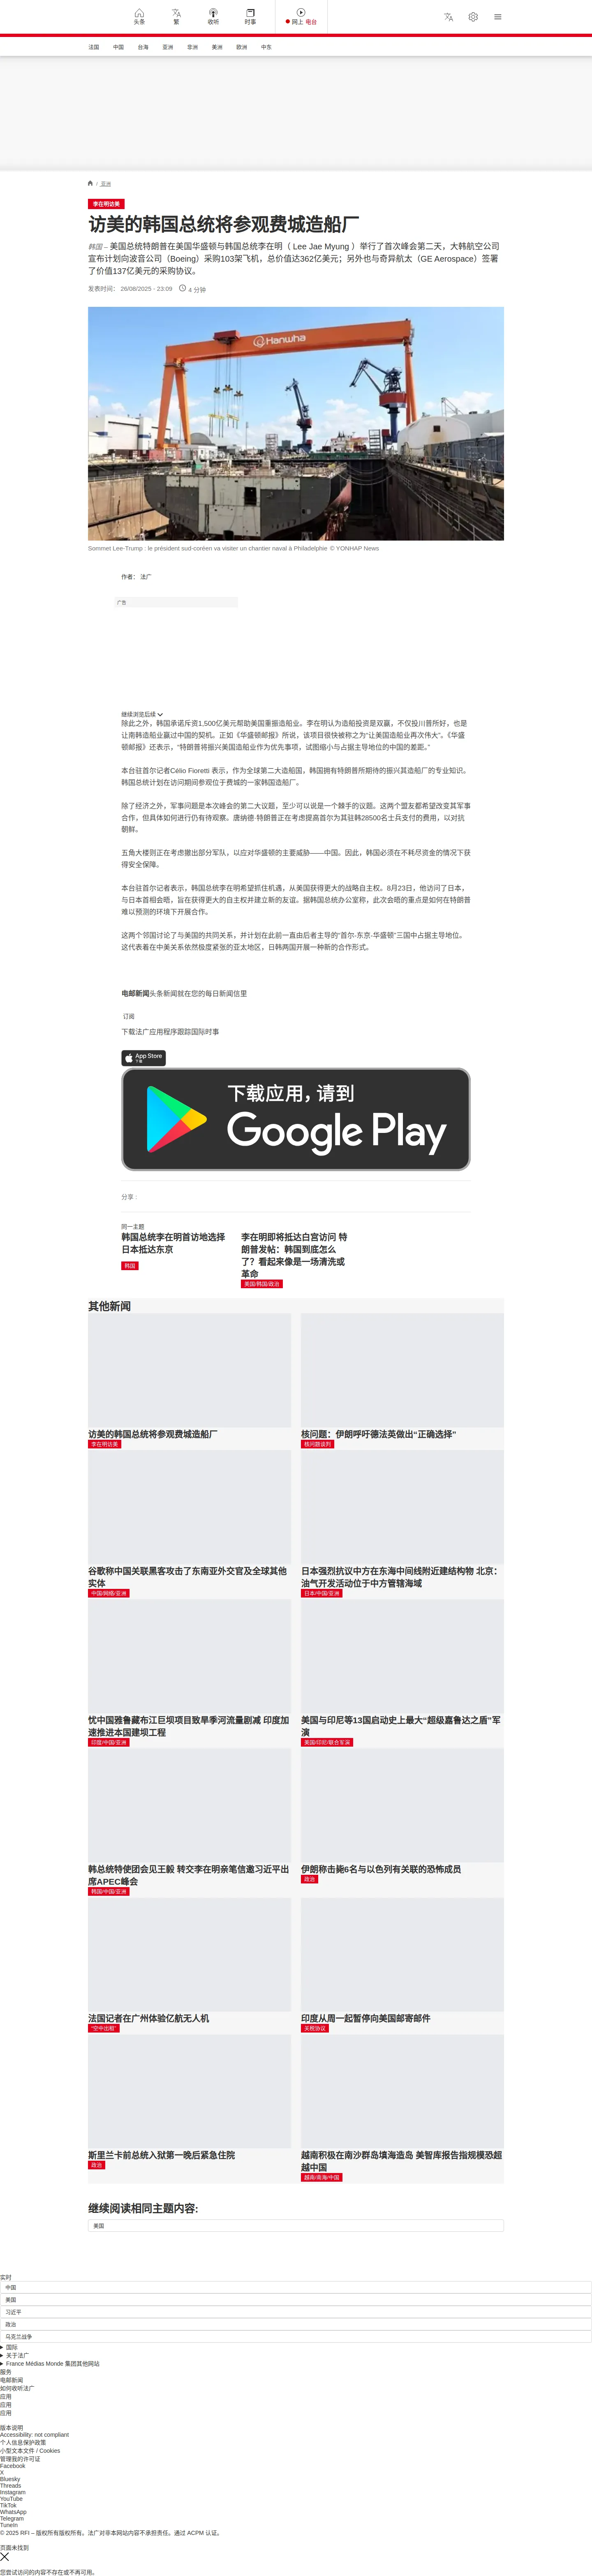 头条
繁
收听
时事
网上 电台
法国
中国
台海
亚洲
非洲
美洲
欧洲
中东
/ 亚洲
李在明访美
访美的韩国总统将参观费城造船厂
韩国 – 美国总统特朗普在美国华盛顿与韩国总统李在明（ Lee Jae Myung ）举行了首次峰会第二天，大韩航空公司
宣布计划向波音公司（Boeing）采购103架飞机，总价值达362亿美元；另外也与奇异航太（GE Aerospace）签署
了价值137亿美元的采购协议。
发表时间： 26/08/2025 - 23:09
4 分钟
Hanwha
Sommet Lee-Trump : le président sud-coréen va visiter un chantier naval à Philadelphie © YONHAP News
作者： 法广
广告
继续浏览后续
除此之外，韩国承诺斥资1,500亿美元帮助美国重振造船业。李在明认为造船投资是双赢，不仅投川普所好，也是
让南韩造船业赢过中国的契机。正如《华盛顿邮报》所说，该项目很快被称之为“让美国造船业再次伟大”。《华盛
顿邮报》还表示，“特朗普将振兴美国造船业作为优先事项，试图缩小与占据主导地位的中国的差距。”
本台驻首尔记者Célio Fioretti 表示，作为全球第二大造船国，韩国拥有特朗普所期待的振兴其造船厂的专业知识。
韩国总统计划在访问期间参观位于费城的一家韩国造船厂。
除了经济之外，军事问题是本次峰会的第二大议题，至少可以说是一个棘手的议题。这两个盟友都希望改变其军事
合作，但具体如何进行仍有待观察。唐纳德·特朗普正在考虑提高首尔为其驻韩28500名士兵支付的费用，以对抗
朝鲜。
五角大楼则正在考虑撤出部分军队，以应对华盛顿的主要威胁——中国。因此，韩国必须在不耗尽资金的情况下获
得安全保障。
本台驻首尔记者表示，韩国总统李在明希望抓住机遇，从美国获得更大的战略自主权。8月23日，他访问了日本，
与日本首相会晤，旨在获得更大的自主权并建立新的友谊。据韩国总统办公室称，此次会晤的重点是如何在特朗普
难以预测的环境下开展合作。
这两个邻国讨论了与美国的共同关系，并计划在此前一直由后者主导的“首尔-东京-华盛顿”三国中占据主导地位。
这代表着在中美关系依然极度紧张的亚太地区，日韩两国开展一种新的合作形式。
电邮新闻头条新闻就在您的每日新闻信里
订阅
下载法广应用程序跟踪国际时事
App Store
下载
下载应用，请到
Google Play
分享 :
同一主题
韩国总统李在明首访地选择
日本抵达东京
韩国
李在明即将抵达白宫访问 特
朗普发帖：韩国到底怎么
了？看起来像是一场清洗或
革命
美国/韩国/政治
其他新闻
访美的韩国总统将参观费城造船厂
李在明访美
核问题：伊朗呼吁德法英做出“正确选择”
核问题谈判
谷歌称中国关联黑客攻击了东南亚外交官及全球其他
实体
中国/网络/亚洲
日本强烈抗议中方在东海中间线附近建结构物 北京：
油气开发活动位于中方管辖海域
日本/中国/亚洲
忧中国雅鲁藏布江巨坝项目致旱季河流量剧减 印度加
速推进本国建坝工程
印度/中国/亚洲
美国与印尼等13国启动史上最大“超级嘉鲁达之盾”军
演
美国/印尼/联合军演
韩总统特使团会见王毅 转交李在明亲笔信邀习近平出
席APEC峰会
韩国/中国/亚洲
伊朗称击毙6名与以色列有关联的恐怖成员
政治
法国记者在广州体验亿航无人机
“空中出租”
印度从周一起暂停向美国邮寄邮件
关税协议
斯里兰卡前总统入狱第一晚后紧急住院
政治
越南积极在南沙群岛填海造岛 美智库报告指规模恐超
越中国
越南/南海/中国
继续阅读相同主题内容:
美国
实时
中国
美国
习近平
政治
乌克兰战争
国际
关于法广
France Médias Monde 集团其他网站
服务
电邮新闻
如何收听法广
应用
应用
应用
版本说明
Accessibility: not compliant
个人信息保护政策
小型文本文件 / Cookies
管理我的许可证
Facebook
X
Bluesky
Threads
Instagram
YouTube
TikTok
WhatsApp
Telegram
TuneIn
© 2025 RFI – 版权所有版权所有。法广对非本网站内容不承担责任。通过 ACPM 认证。
页面未找到
您尝试访问的内容不存在或不再可用。